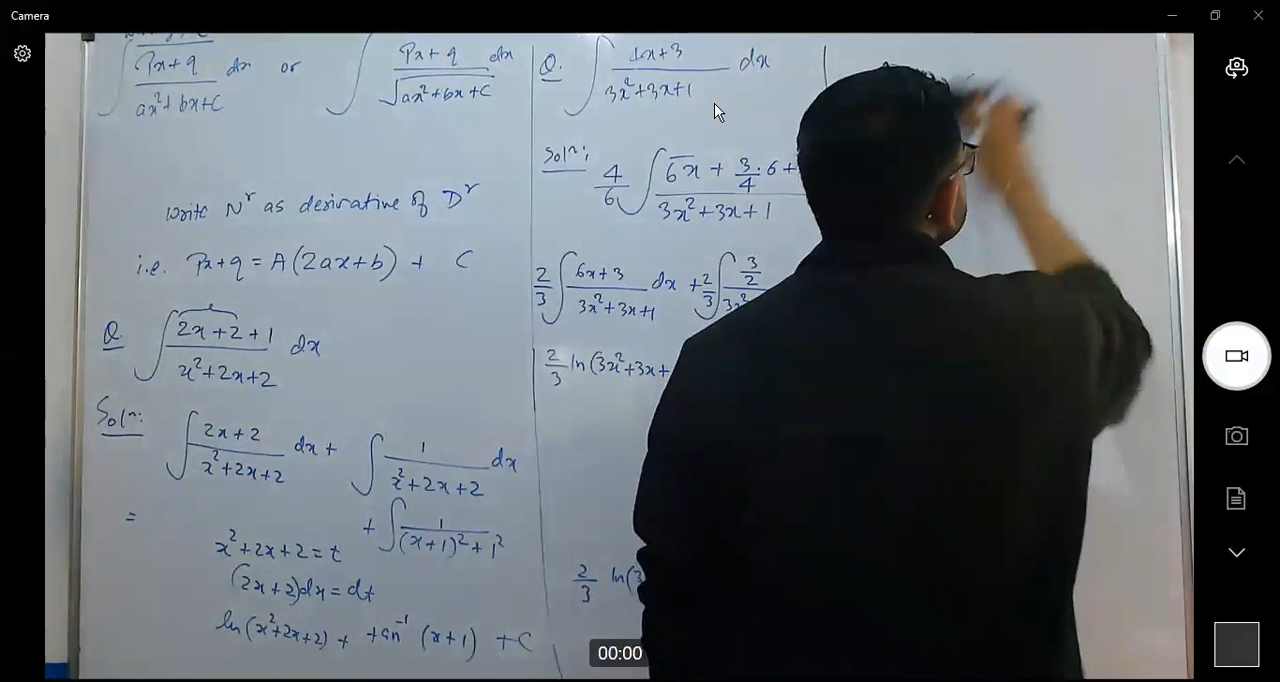 Camera
∫ Px+q / ax²+bx+C dx or ∫ Px+q / √ax²+bx+C dx
Write Nʳ as derivative of Dʳ
i.e. Px+q = A(2ax+b) + C
Q. ∫ 2x+2+1 / x²+2x+2 dx
Solⁿ:
∫ 2x+2 / x²+2x+2 dx + ∫ 1 / x²+2x+2 dx
= + ∫ 1 / (x+1)²+1²
x²+2x+2 = t
(2x+2)dx = dt
ln(x²+2x+2) + tan⁻¹(x+1) + C
Q. ∫ 4x+3 / 3x²+3x+1 dx
Solⁿ: 4/6 ∫ 6x + 3/4·6 + / 3x²+3x+1
2/3 ∫ 6x+3 / 3x²+3x+1 dx + 2/3 ∫ 3/2 / 3x²
2/3 ln(3x²+3x+
2/3 ln(3
00:00